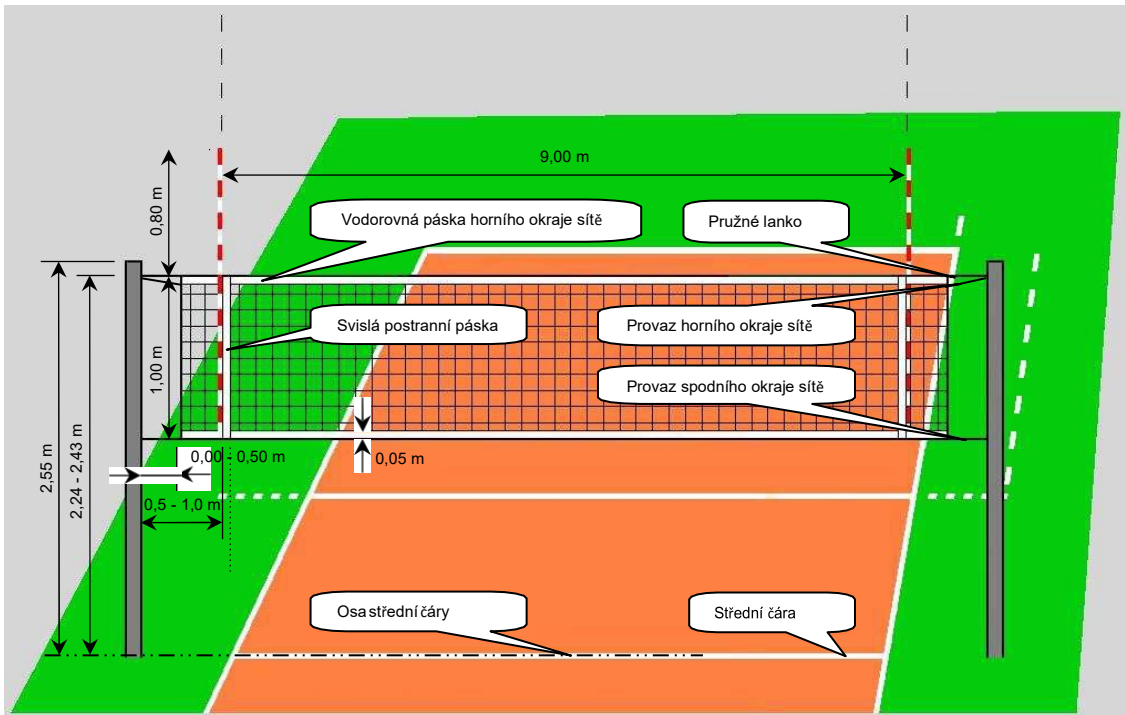 9,00 m
0,80 m
Vodorovná páska horního okraje sítě
Pružné lanko
Svislá postranní páska
Provaz horního okraje sítě
1,00 m
Provaz spodního okraje sítě
2,55 m
2,24 - 2,43 m
0,00 - 0,50 m
0,05 m
0,5 - 1,0 m
Osa střední čáry
Střední čára